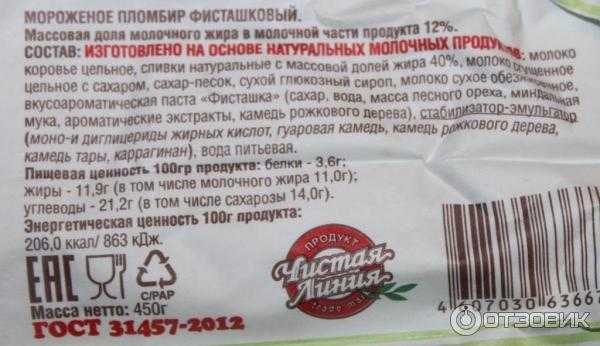 МОРОЖЕНОЕ ПЛОМБИР ФИСТАШКОВЫЙ.
Массовая доля молочного жира в молочной части продукта 12%.
СОСТАВ: ИЗГОТОВЛЕНО НА ОСНОВЕ НАТУРАЛЬНЫХ МОЛОЧНЫХ ПРОДУКТОВ: молоко
коровье цельное, сливки натуральные с массовой долей жира 40%, молоко сгущенное
цельное с сахаром, сахар-песок, сухой глюкозный сироп, молоко сухое обезжиренное,
вкусоароматическая паста «Фисташка» (сахар, вода, масса лесного ореха, миндальная
мука, ароматические экстракты, камедь рожкового дерева), стабилизатор-эмульгатор
(моно-и диглицериды жирных кислот, гуаровая камедь, камедь рожкового дерева,
камедь тары, каррагинан), вода питьевая.
Пищевая ценность 100гр продукта: белки - 3,6г;
жиры - 11,9г (в том числе молочного жира 11,0г);
углеводы - 21,2г (в том числе сахарозы 14,0г).
Энергетическая ценность 100г продукта:
206,0 ккал/ 863 кДж.
ПРОДУКТ
Чистая
Линия
trade mark
EAC
C/PAP
Масса нетто: 450г
ГОСТ 31457-2012
4 607030 6366
ОТЗОВИК